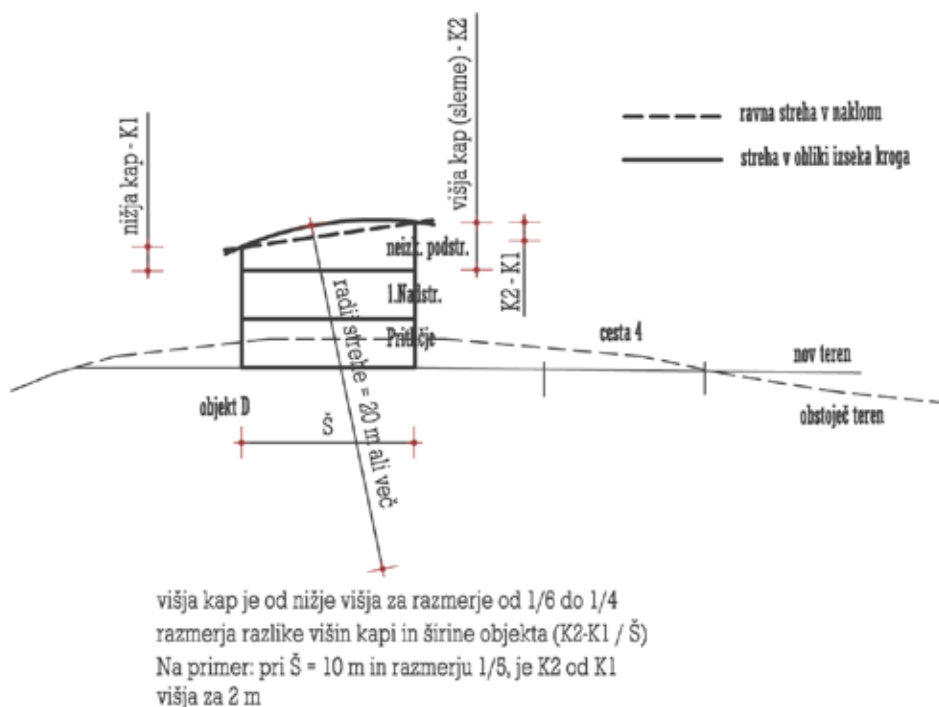 nižja kap - K1
višja kap (sleme) - K2
ravna streha v naklonu
streha v obliki izseka kroga
K2 - K1
neizk. podstr.
1.Nadstr.
Pritličje
radij strehe = 20 m ali več
cesta 4
nov teren
obstoječ teren
objekt D
Š
višja kap je od nižje višja za razmerje od 1/6 do 1/4
razmerja razlike višin kapi in širine objekta (K2-K1 / Š)
Na primer: pri Š = 10 m in razmerju 1/5, je K2 od K1
višja za 2 m